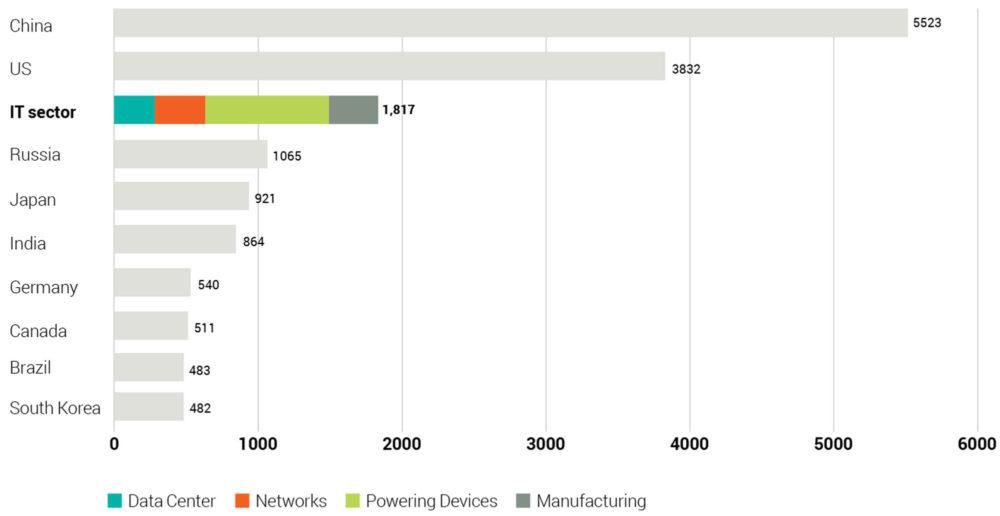 China 5523
US 3832
IT sector 1,817
Russia 1065
Japan 921
India 864
Germany 540
Canada 511
Brazil 483
South Korea 482
0 1000 2000 3000 4000 5000 6000
Data Center Networks Powering Devices Manufacturing